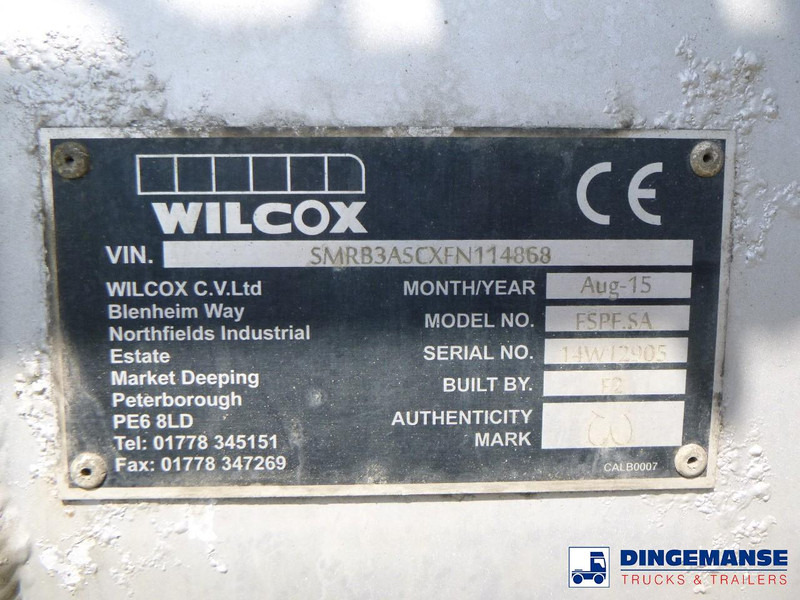 WILCOX
CE
VIN. SMRB3ASCXFN114868
WILCOX C.V.Ltd
Blenheim Way
Northfields Industrial
Estate
Market Deeping
Peterborough
PE6 8LD
Tel: 01778 345151
Fax: 01778 347269
MONTH/YEAR Aug-15
MODEL NO. FSPF.SA
SERIAL NO. 14W12905
BUILT BY. F2
AUTHENTICITY
MARK
CALB0007
DINGEMANSE
TRUCKS & TRAILERS